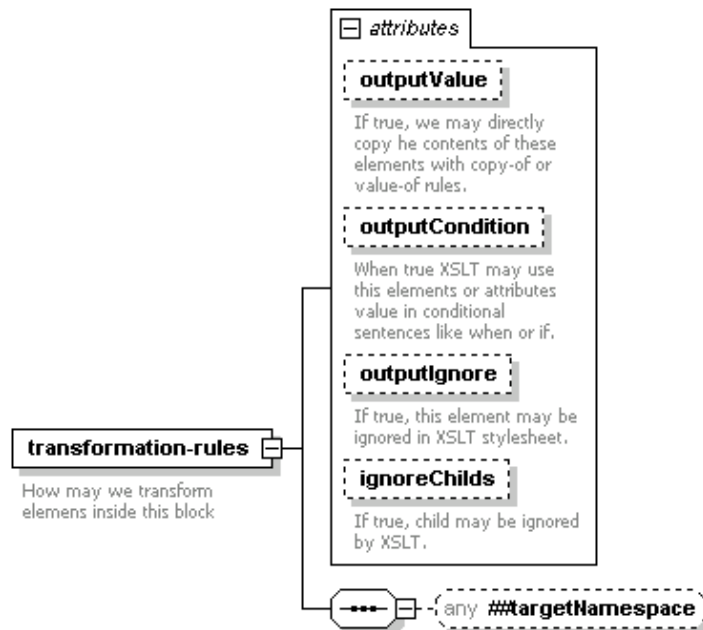 attributes
outputValue
If true, we may directly
copy he contents of these
elements with copy-of or
value-of rules.
outputCondition
When true XSLT may use
this elements or attributes
value in conditional
sentences like when or if.
outputIgnore
If true, this element may be
ignored in XSLT stylesheet.
transformation-rules
How may we transform
elemens inside this block
ignoreChilds
If true, child may be ignored
by XSLT.
any ##targetNamespace